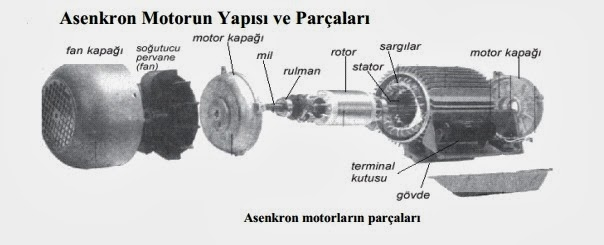 Asenkron Motorun Yapısı ve Parçaları
fan kapağı
soğutucu
pervane
(fan)
motor kapağı
mil
rulman
rotor
stator
sargılar
motor kapağı
terminal
kutusu
gövde
Asenkron motorların parçaları